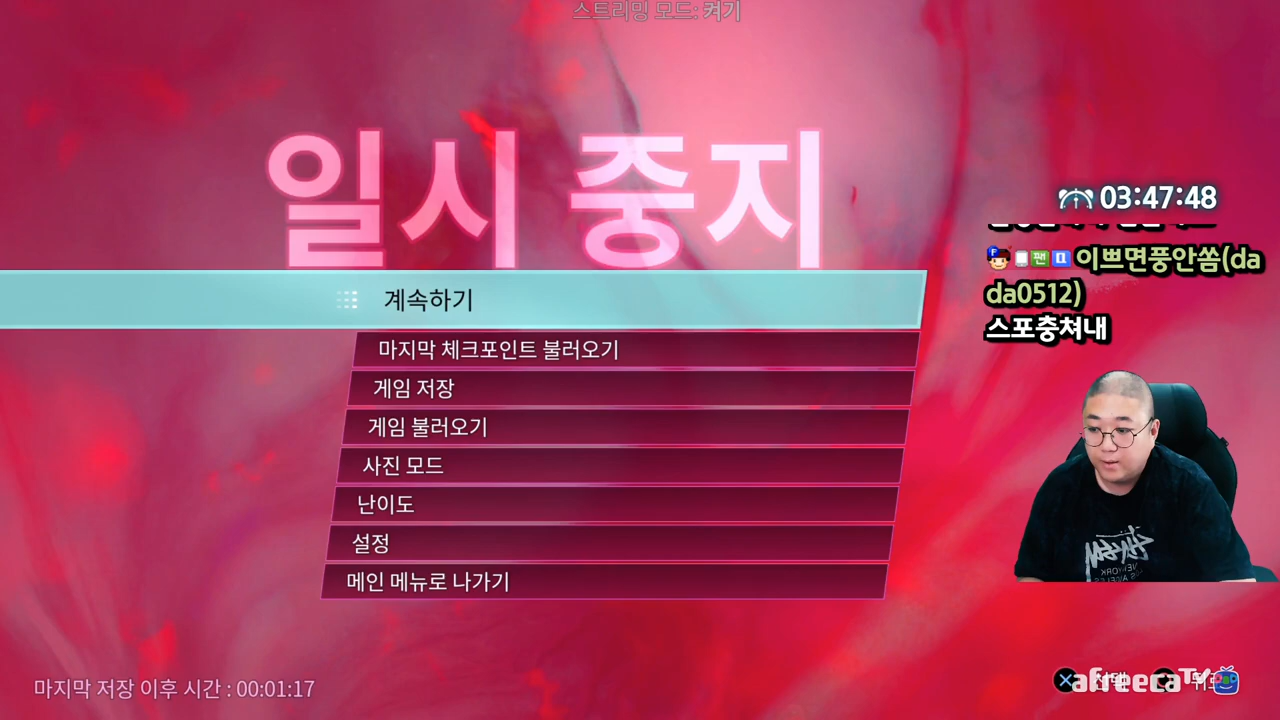 스트리밍 모드: 켜기
일시 중지
03:47:48
이쁘면풍안쏨(da
da0512)
스포충쳐내
계속하기
마지막 체크포인트 불러오기
게임 저장
게임 불러오기
사진 모드
난이도
설정
메인 메뉴로 나가기
마지막 저장 이후 시간 : 00:01:17
선택
afreecaTV